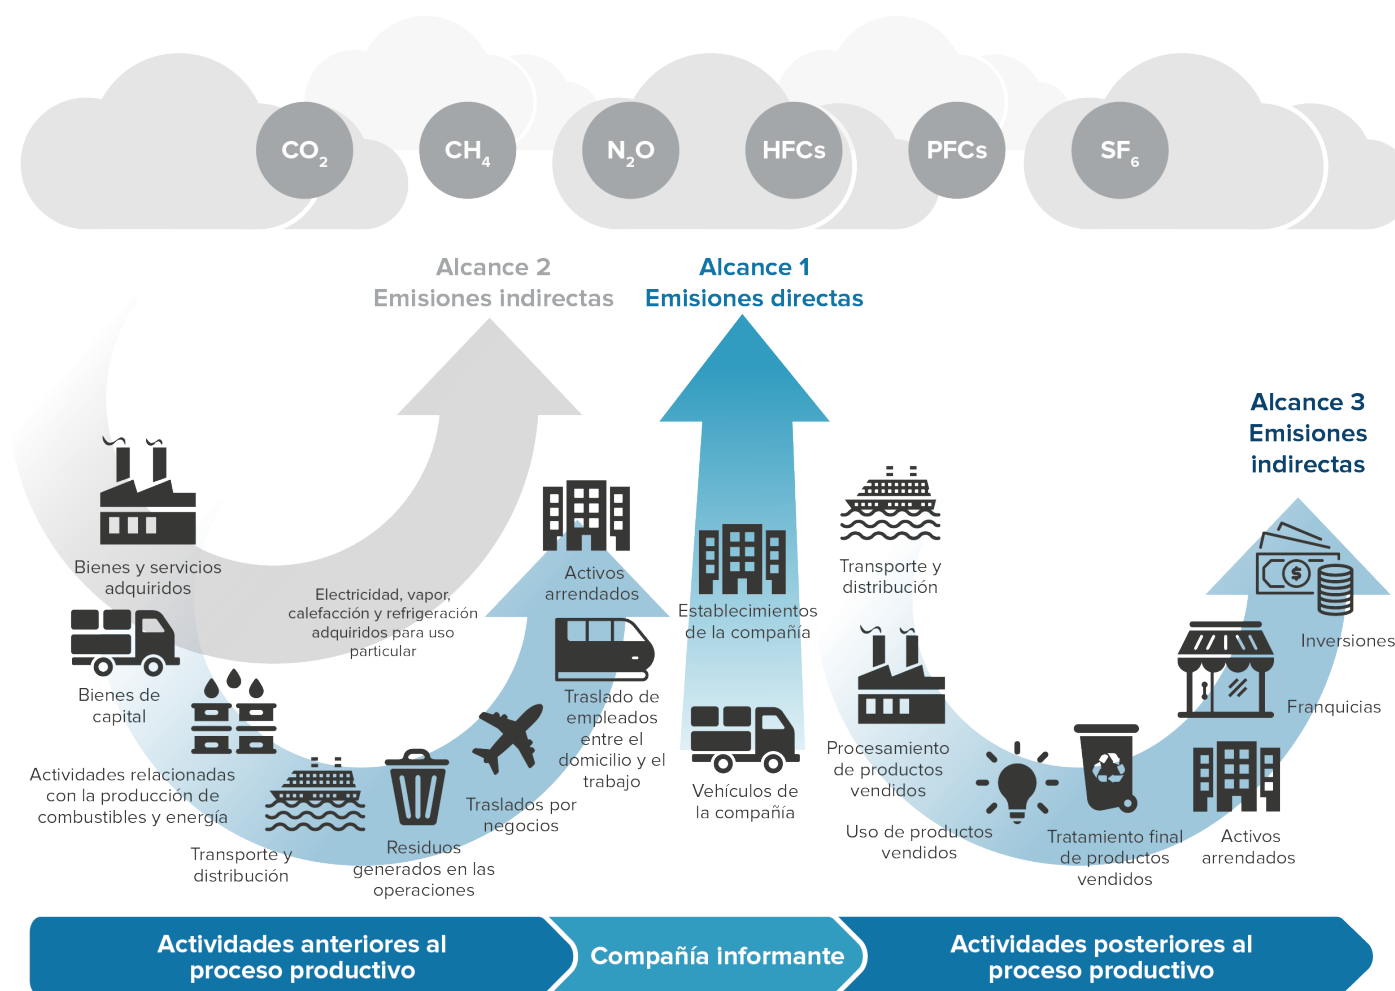 CO2
CH4
N2O
HFCs
PFCs
SF6
Alcance 2
Emisiones indirectas
Alcance 1
Emisiones directas
Alcance 3
Emisiones
indirectas
Bienes y servicios
adquiridos
Electricidad, vapor,
calefacción y refrigeración
adquiridos para uso
particular
Bienes de
capital
Actividades relacionadas
con la producción de
combustibles y energía
Transporte y
distribución
Residuos
generados en las
operaciones
Traslados por
negocios
Traslado de
empleados
entre el
domicilio y el
trabajo
Activos
arrendados
Establecimientos
de la compañía
Vehículos de
la compañía
Transporte y
distribución
Procesamiento
de productos
vendidos
Uso de productos
vendidos
Tratamiento final
de productos
vendidos
Activos
arrendados
Franquicias
$
Inversiones
Actividades anteriores al
proceso productivo
Compañía informante
Actividades posteriores al
proceso productivo